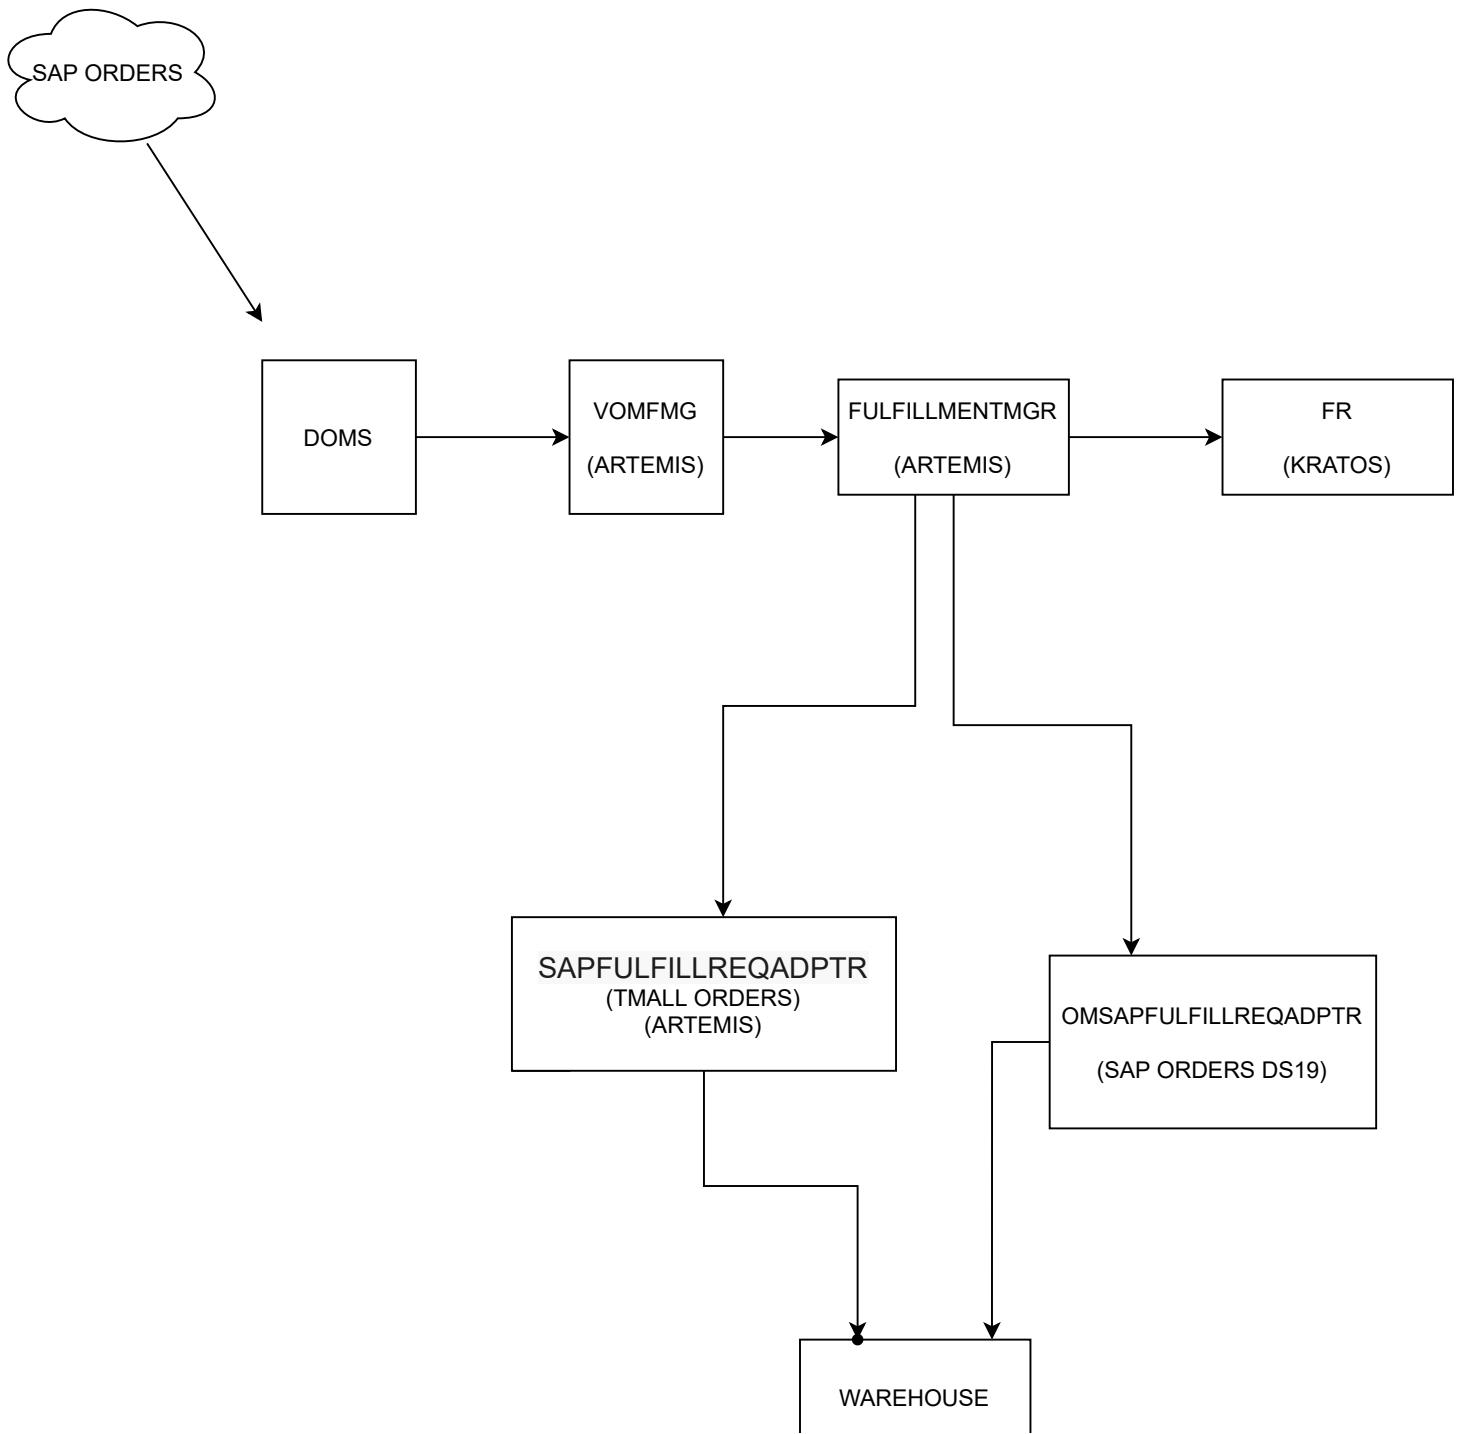 SAP ORDERS
DOMS
VOMFMG
(ARTEMIS)
FULFILLMENTMGR
(ARTEMIS)
FR
(KRATOS)
SAPFULFILLREQADPTR
(TMALL ORDERS)
(ARTEMIS)
OMSAPFULFILLREQADPTR
(SAP ORDERS DS19)
WAREHOUSE